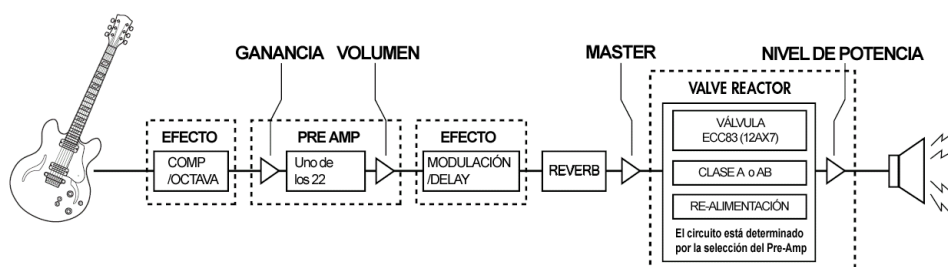 GANANCIA
VOLUMEN
MASTER
NIVEL DE POTENCIA
VALVE REACTOR
EFECTO
COMP
/OCTAVA
PRE AMP
Uno de
los 22
EFECTO
MODULACIÓN
/DELAY
REVERB
VÁLVULA
ECC83 (12AX7)
CLASE A o AB
RE-ALIMENTACIÓN
El circuito está determinado
por la selección del Pre-Amp